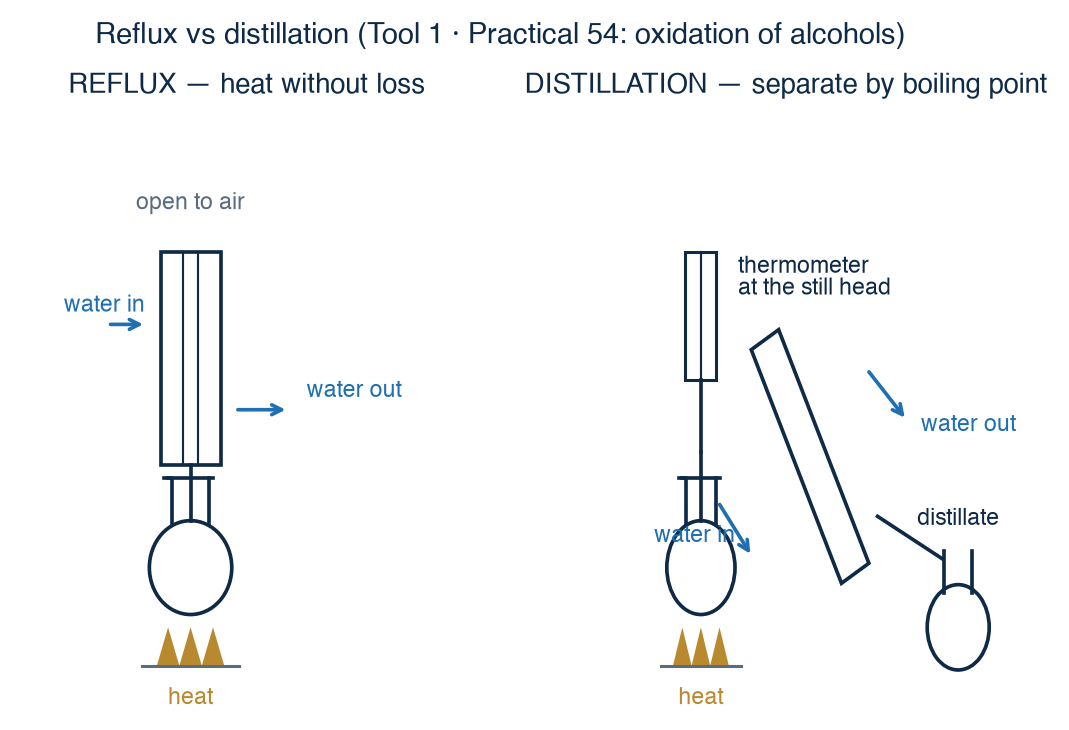 Reflux vs distillation (Tool 1 · Practical 54: oxidation of alcohols)
REFLUX — heat without loss
DISTILLATION — separate by boiling point
open to air
water in
water out
heat
thermometer
at the still head
water out
water in
distillate
heat